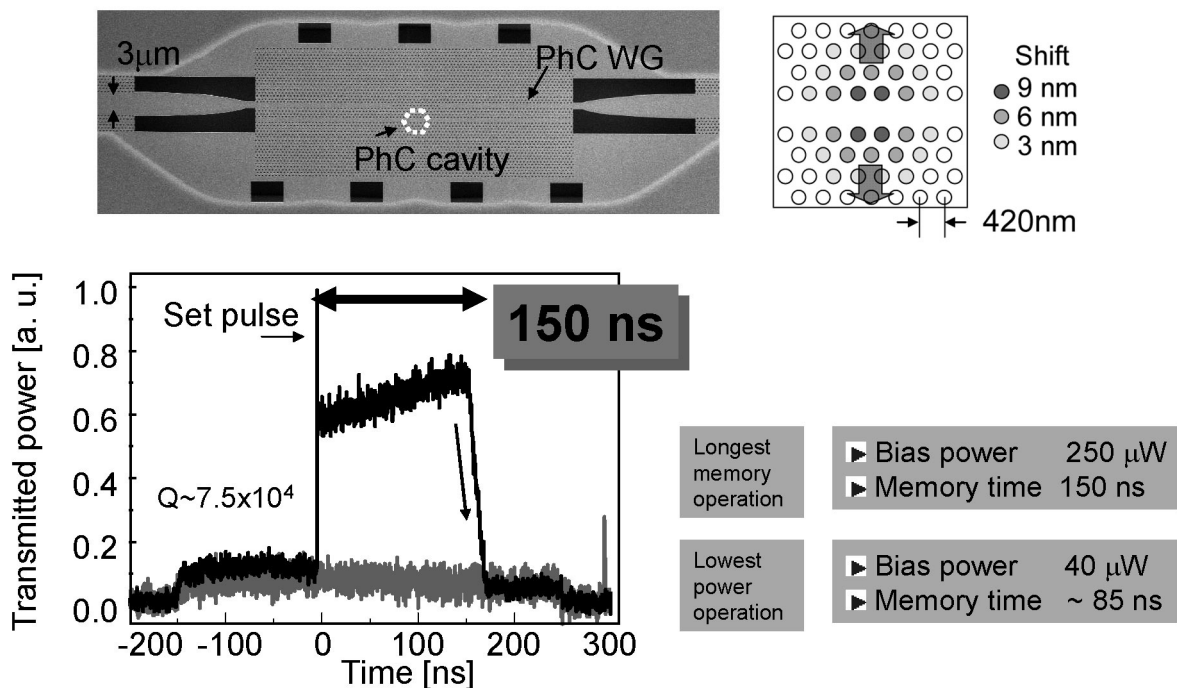 3μm
PhC WG
PhC cavity
Shift
9 nm
6 nm
3 nm
420nm
Transmitted power [a. u.]
1.0
0.8
0.6
0.4
0.2
0.0
Set pulse
150 ns
Q~7.5x10⁴
-200 -100 0 100 200 300
Time [ns]
Longest
memory
operation
Bias power 250 μW
Memory time 150 ns
Lowest
power
operation
Bias power 40 μW
Memory time ~ 85 ns